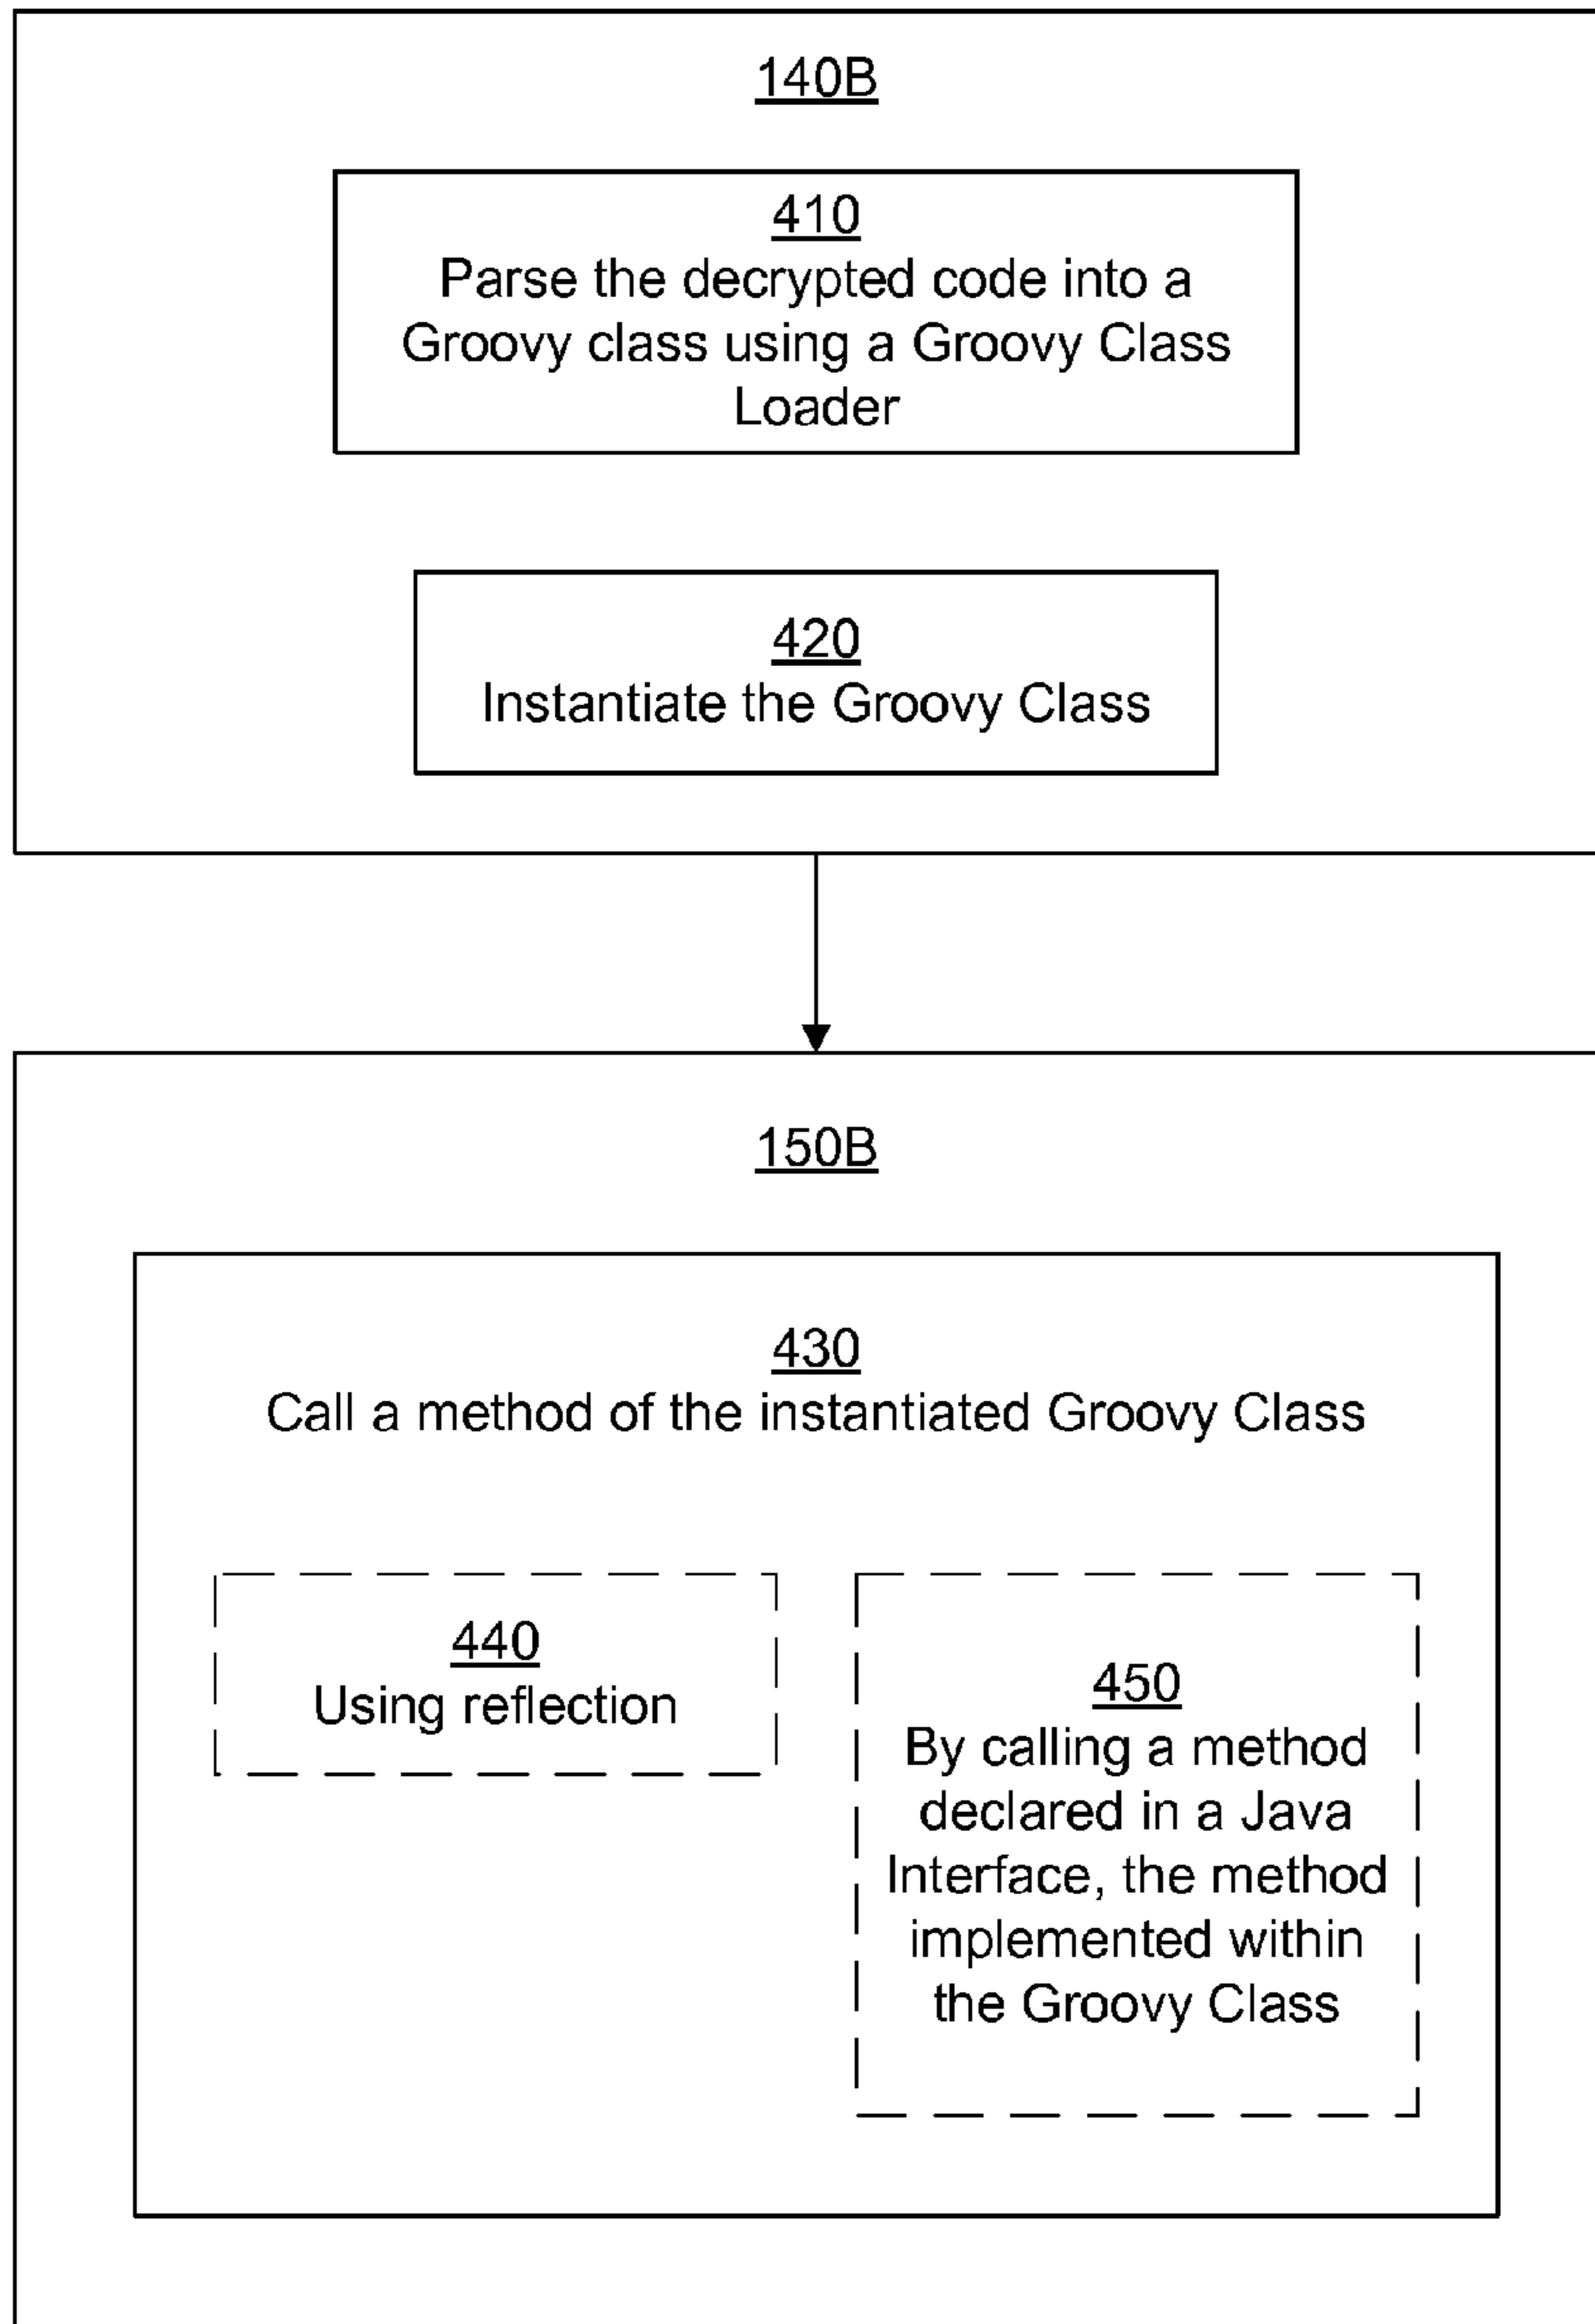 140B
410
Parse the decrypted code into a
Groovy class using a Groovy Class
Loader
420
Instantiate the Groovy Class
150B
430
Call a method of the instantiated Groovy Class
440
Using reflection
450
By calling a method
declared in a Java
Interface, the method
implemented within
the Groovy Class